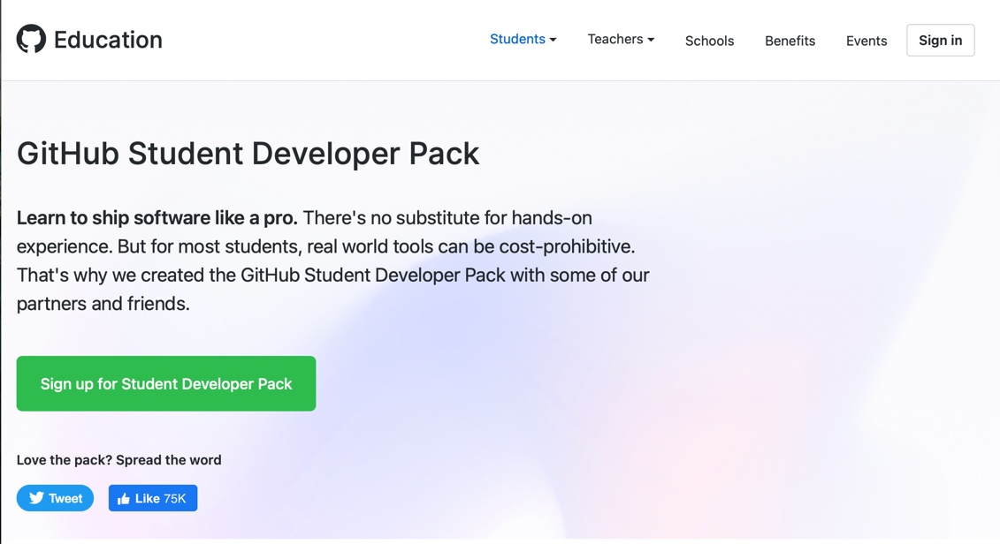 Education
Students
Teachers
Schools
Benefits
Events
Sign in
GitHub Student Developer Pack
Learn to ship software like a pro. There's no substitute for hands-on
experience. But for most students, real world tools can be cost-prohibitive.
That's why we created the GitHub Student Developer Pack with some of our
partners and friends.
Sign up for Student Developer Pack
Love the pack? Spread the word
Tweet
Like 75K